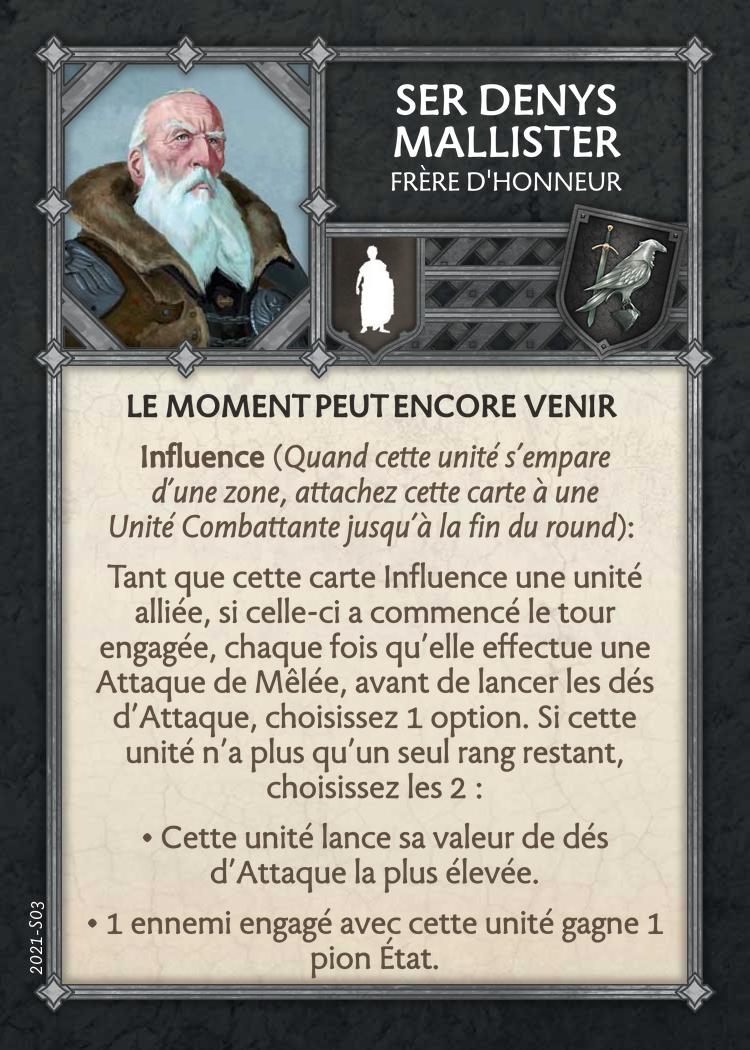 SER DENYS
MALLISTER
FRÈRE D'HONNEUR
LE MOMENT PEUT ENCORE VENIR
Influence (Quand cette unité s’empare
d’une zone, attachez cette carte à une
Unité Combattante jusqu’à la fin du round):
Tant que cette carte Influence une unité
alliée, si celle-ci a commencé le tour
engagée, chaque fois qu’elle effectue une
Attaque de Mêlée, avant de lancer les dés
d’Attaque, choisissez 1 option. Si cette
unité n’a plus qu’un seul rang restant,
choisissez les 2 :
• Cette unité lance sa valeur de dés
d’Attaque la plus élevée.
• 1 ennemi engagé avec cette unité gagne 1
pion État.
2021-S03